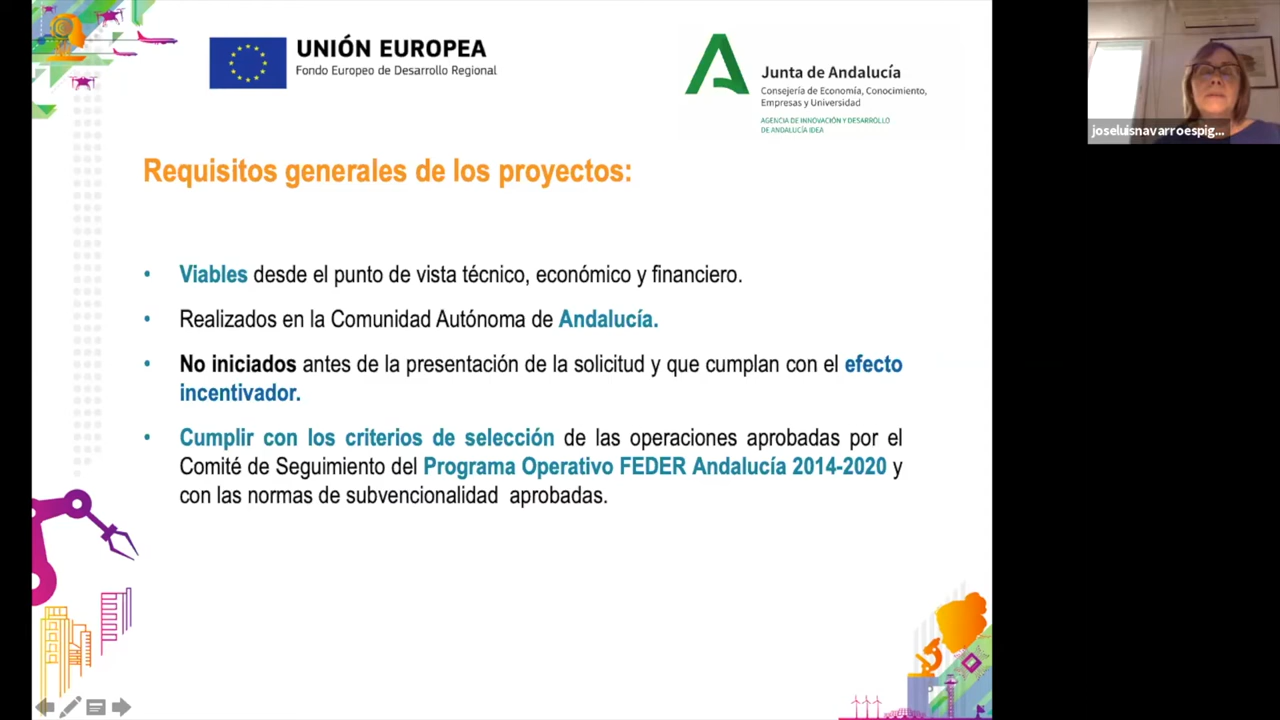 UNIÓN EUROPEA
Fondo Europeo de Desarrollo Regional
Junta de Andalucía
Consejería de Economía, Conocimiento,
Empresas y Universidad
AGENCIA DE INNOVACIÓN Y DESARROLLO
DE ANDALUCÍA IDEA
joseluisnavarroespig...
Requisitos generales de los proyectos:
• Viables desde el punto de vista técnico, económico y financiero.
• Realizados en la Comunidad Autónoma de Andalucía.
• No iniciados antes de la presentación de la solicitud y que cumplan con el efecto
incentivador.
• Cumplir con los criterios de selección de las operaciones aprobadas por el
Comité de Seguimiento del Programa Operativo FEDER Andalucía 2014-2020 y
con las normas de subvencionalidad aprobadas.